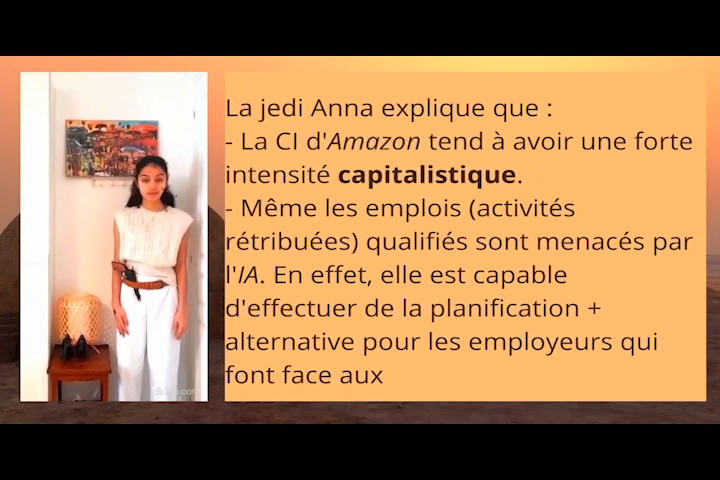 La jedi Anna explique que :
- La CI d'Amazon tend à avoir une forte
intensité capitalistique.
- Même les emplois (activités
rétribuées) qualifiés sont menacés par
l'IA. En effet, elle est capable
d'effectuer de la planification +
alternative pour les employeurs qui
font face aux